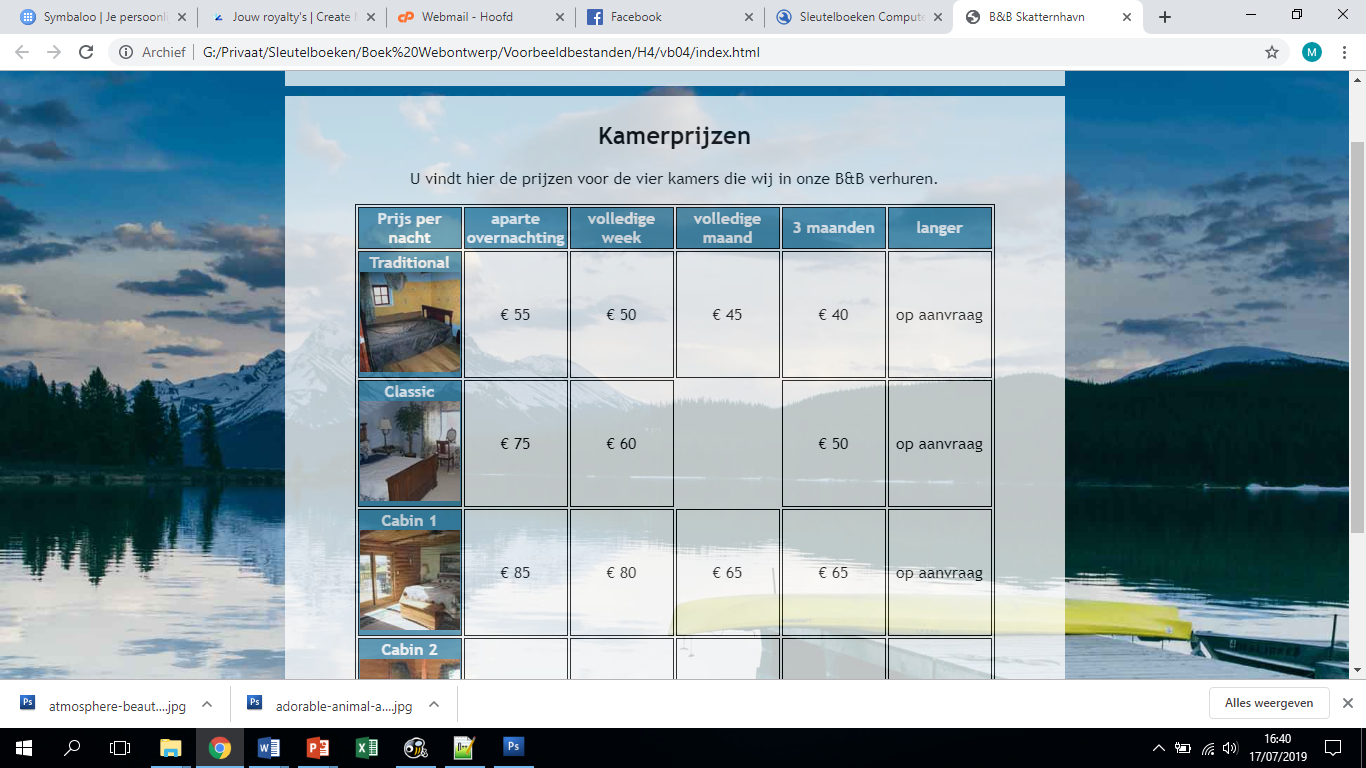 Symbaloo | Je persoonli
Jouw royalty's | Create M
Webmail - Hoofd
Facebook
Sleutelboeken Compute
B&B Skatternhavn
Archief
G:/Privaat/Sleutelboeken/Boek%20Webontwerp/Voorbeeldbestanden/H4/vb04/index.html
M
Kamerprijzen
U vindt hier de prijzen voor de vier kamers die wij in onze B&B verhuren.
Prijs per nacht
aparte overnachting
volledige week
volledige maand
3 maanden
langer
Traditional
€ 55
€ 50
€ 45
€ 40
op aanvraag
Classic
€ 75
€ 60
€ 50
op aanvraag
Cabin 1
€ 85
€ 80
€ 65
€ 65
op aanvraag
Cabin 2
atmosphere-beaut....jpg
adorable-animal-a....jpg
Alles weergeven
16:40
17/07/2019